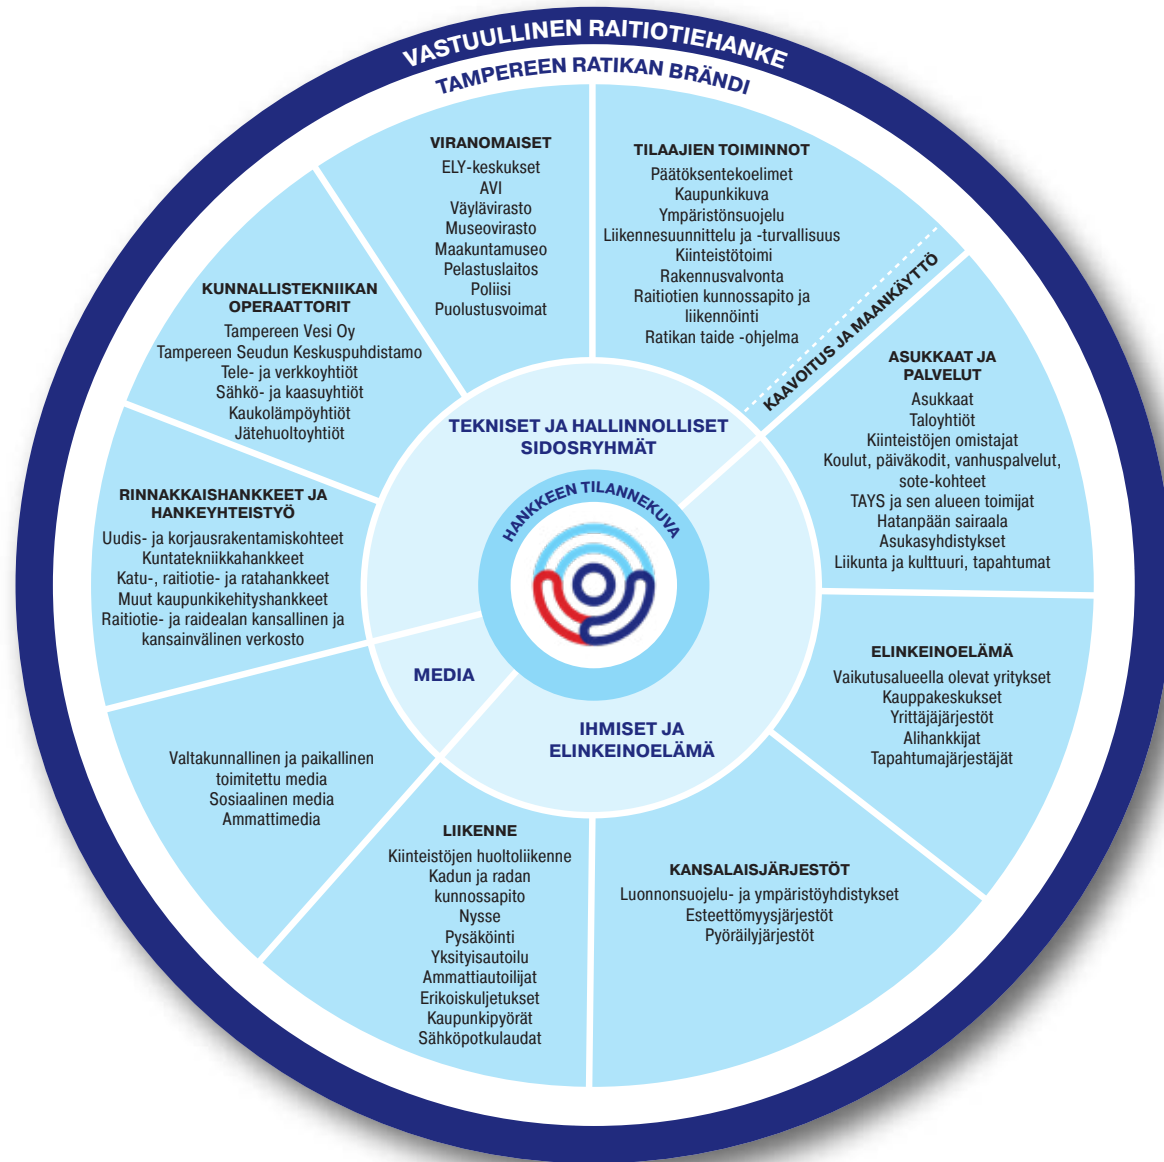 VASTUULLINEN RAITIOTIEHANKE
TAMPEREEN RATIKAN BRÄNDI
VIRANOMAISET
ELY-keskukset
AVI
Väylävirasto
Museovirasto
Maakuntamuseo
Pelastuslaitos
Poliisi
Puolustusvoimat
TILAAJIEN TOIMINNOT
Päätöksentekoelimet
Kaupunkikuva
Ympäristönsuojelu
Liikennesuunnittelu ja -turvallisuus
Kiinteistötoimi
Rakennusvalvonta
Raitiotien kunnossapito ja
liikennöinti
Ratikan taide -ohjelma
KAAVOITUS JA MAANKÄYTTÖ
KUNNALLISTEKNIIKAN
OPERAATTORIT
Tampereen Vesi Oy
Tampereen Seudun Keskuspuhdistamo
Tele- ja verkkoyhtiöt
Sähkö- ja kaasuyhtiöt
Kaukolämpöyhtiöt
Jätehuoltoyhtiöt
ASUKKAAT JA
PALVELUT
Asukkaat
Taloyhtiöt
Kiinteistöjen omistajat
Koulut, päiväkodit, vanhuspalvelut,
sote-kohteet
TAYS ja sen alueen toimijat
Hatanpään sairaala
Asukasyhdistykset
Liikunta ja kulttuuri, tapahtumat
TEKNISET JA HALLINNOLLISET
SIDOSRYHMÄT
HANKKEEN TILANNEKUVA
RINNAKKAISHANKKEET JA
HANKEYHTEISTYÖ
Uudis- ja korjausrakentamiskohteet
Kuntatekniikkahankkeet
Katu-, raitiotie- ja ratahankkeet
Muut kaupunkikehityshankkeet
Raitiotie- ja raidealan kansallinen ja
kansainvälinen verkosto
MEDIA
IHMISET JA
ELINKEINOELÄMÄ
ELINKEINOELÄMÄ
Vaikutusalueella olevat yritykset
Kauppakeskukset
Yrittäjäjärjestöt
Alihankkijat
Tapahtumajärjestäjät
Valtakunnallinen ja paikallinen
toimitettu media
Sosiaalinen media
Ammattimedia
LIIKENNE
Kiinteistöjen huoltoliikenne
Kadun ja radan
kunnossapito
Nysse
Pysäköinti
Yksityisautoilu
Ammattiautoilijat
Erikoiskuljetukset
Kaupunkipyörät
Sähköpotkulaudat
KANSALAISJÄRJESTÖT
Luonnonsuojelu- ja ympäristöyhdistykset
Esteettömyysjärjestöt
Pyöräilyjärjestöt